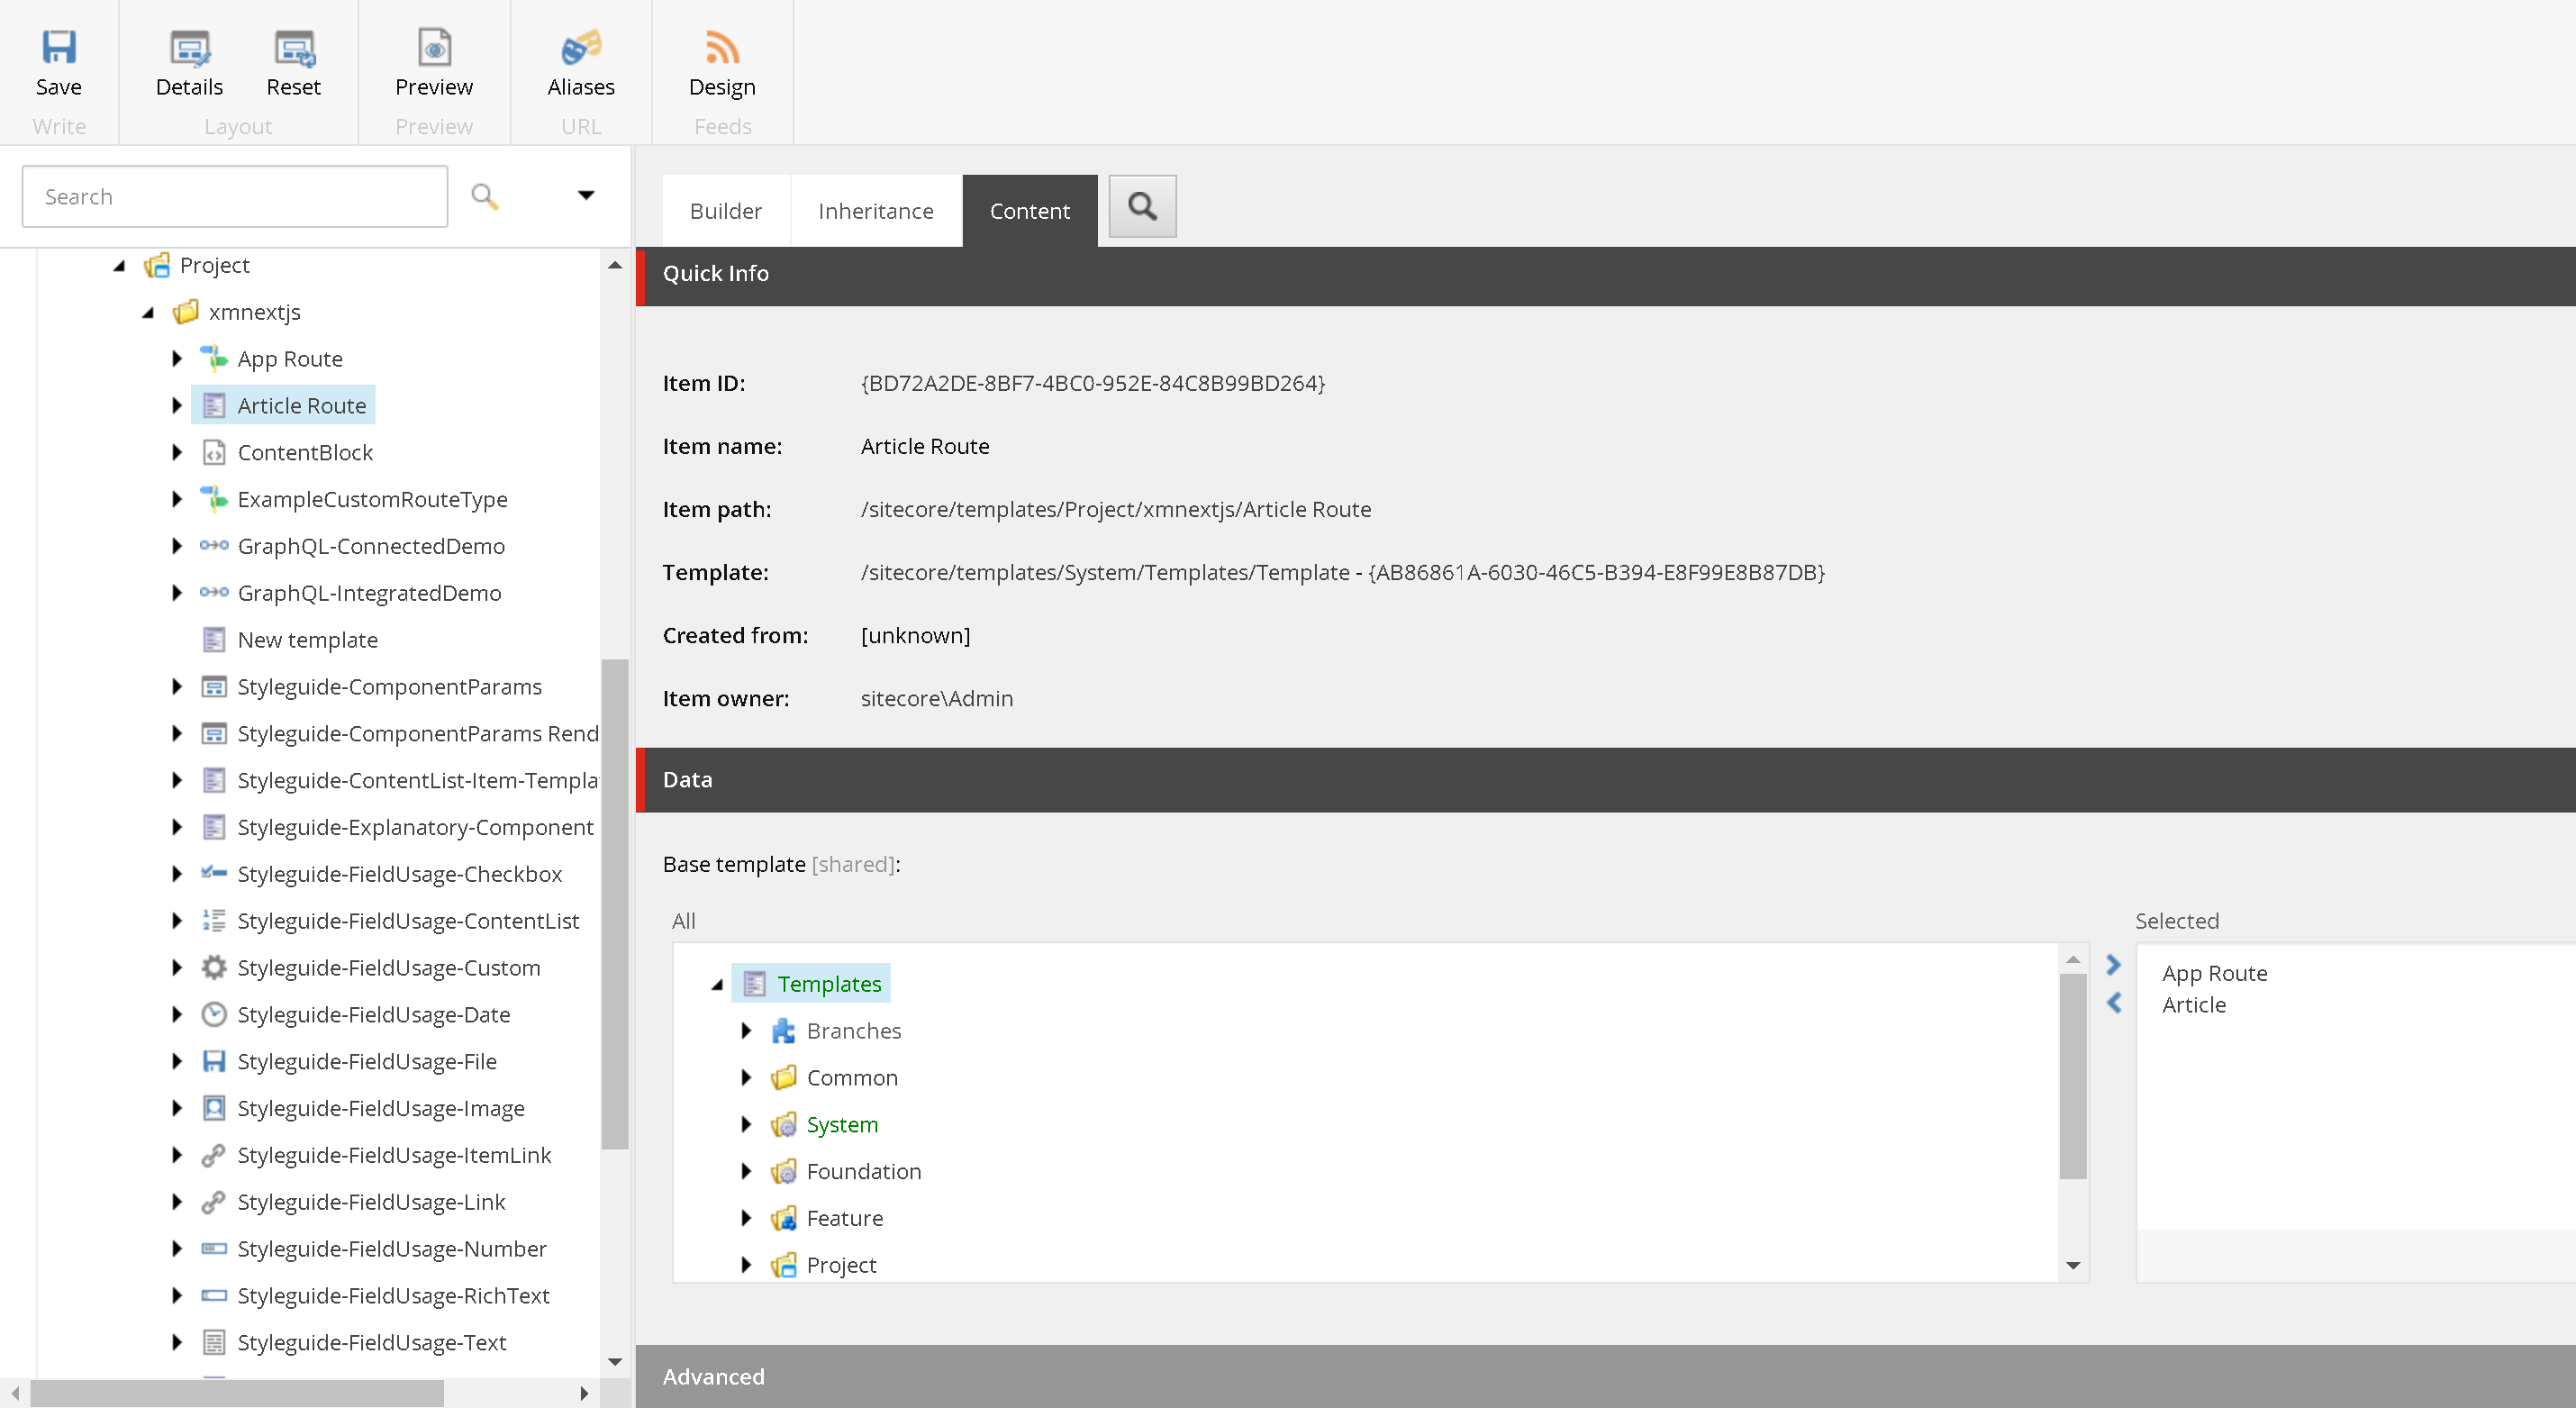 Save
Details
Reset
Preview
Aliases
Design
Write
Layout
Preview
URL
Feeds
Search
Project
xmnextjs
App Route
Article Route
ContentBlock
ExampleCustomRouteType
GraphQL-ConnectedDemo
GraphQL-IntegratedDemo
New template
Styleguide-ComponentParams
Styleguide-ComponentParams Rend
Styleguide-ContentList-Item-Templa
Styleguide-Explanatory-Component
Styleguide-FieldUsage-Checkbox
Styleguide-FieldUsage-ContentList
Styleguide-FieldUsage-Custom
Styleguide-FieldUsage-Date
Styleguide-FieldUsage-File
Styleguide-FieldUsage-Image
Styleguide-FieldUsage-ItemLink
Styleguide-FieldUsage-Link
Styleguide-FieldUsage-Number
Styleguide-FieldUsage-RichText
Styleguide-FieldUsage-Text
Builder
Inheritance
Content
Quick Info
Item ID: {BD72A2DE-8BF7-4BC0-952E-84C8B99BD264}
Item name: Article Route
Item path: /sitecore/templates/Project/xmnextjs/Article Route
Template: /sitecore/templates/System/Templates/Template - {AB86861A-6030-46C5-B394-E8F99E8B87DB}
Created from: [unknown]
Item owner: sitecore\Admin
Data
Base template [shared]:
All
Templates
Branches
Common
System
Foundation
Feature
Project
Selected
App Route
Article
Advanced